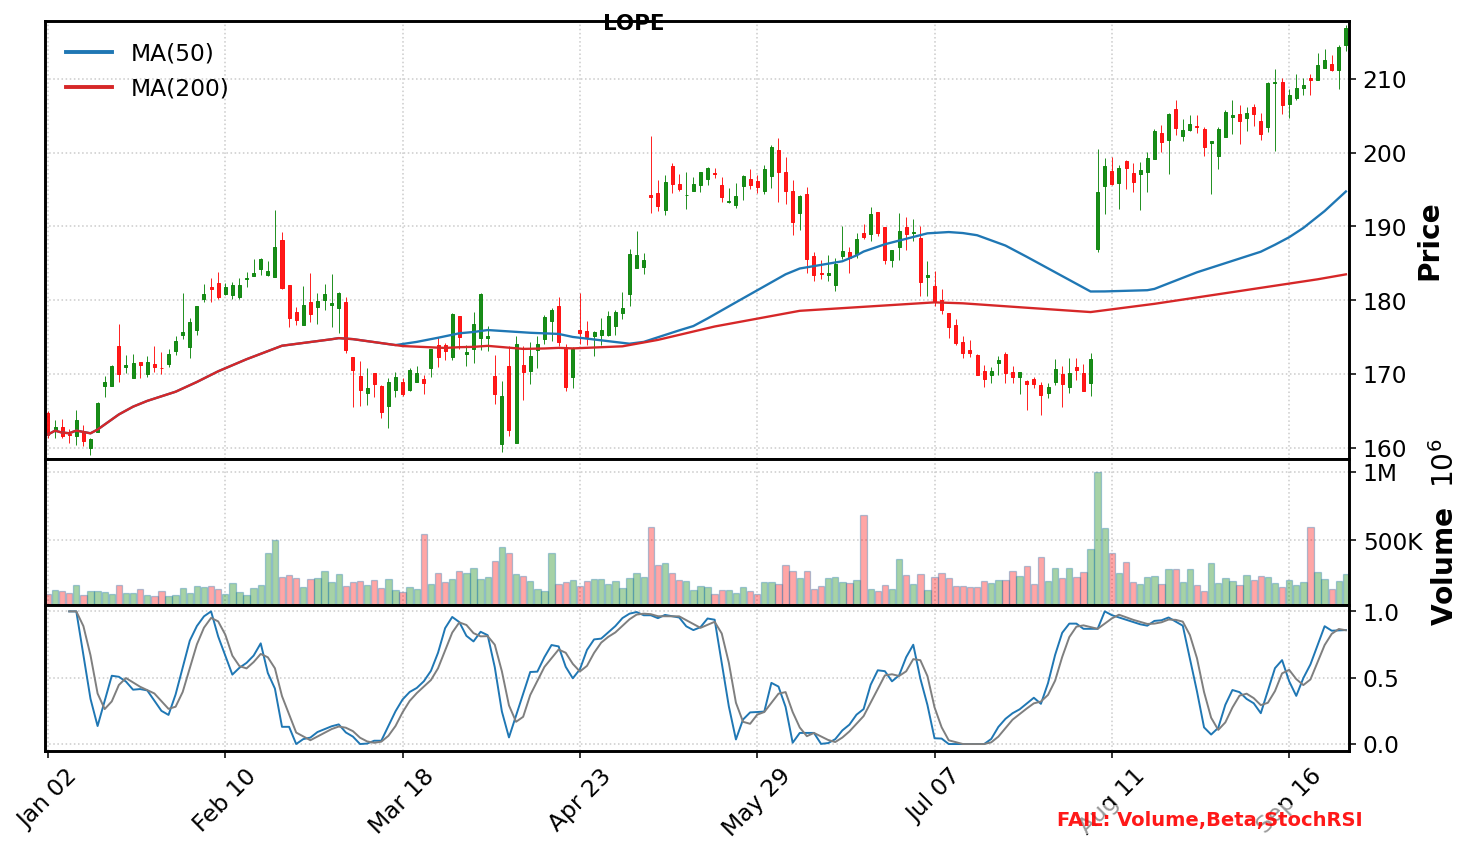 LOPE
MA(50)
MA(200)
210
200
190
180
170
160
Price
1M
500K
Volume 10^6
1.0
0.5
0.0
Jan 02
Feb 10
Mar 18
Apr 23
May 29
Jul 07
Aug 11
Sep 16
FAIL: Volume,Beta,StochRSI